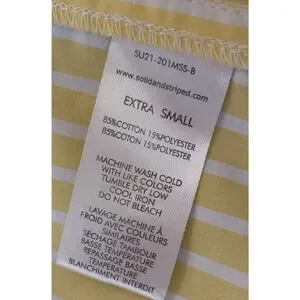 SU21-201MSS-B
www.solidandstriped.com
EXTRA SMALL
85%COTTON 15%POLYESTER
85%COTON 15%POLYESTER
MACHINE WASH COLD
WITH LIKE COLORS
TUMBLE DRY LOW
COOL IRON
DO NOT BLEACH
LAVAGE MACHINE À
FROID AVEC COULEURS
SIMILAIRES
SÉCHAGE TAMBOUR
BASSE TEMPÉRATURE
REPASSAGE BASSE
TEMPÉRATURE
BLANCHIMENT INTERDIT